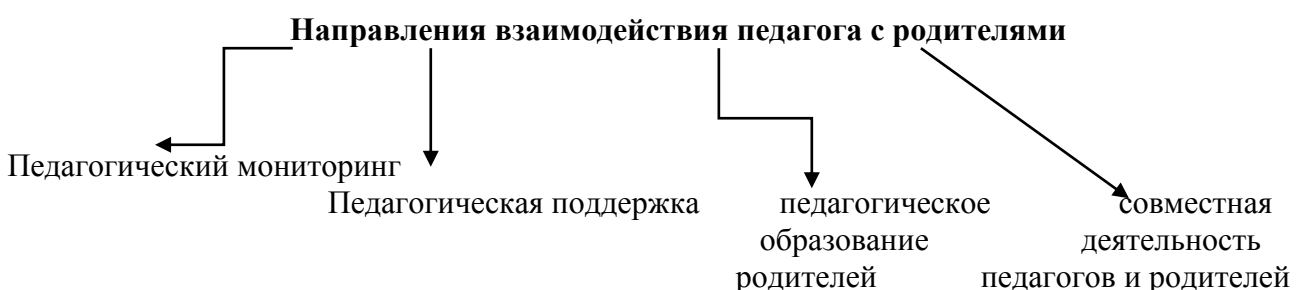 Направления взаимодействия педагога с родителями
Педагогический мониторинг
Педагогическая поддержка
педагогическое
образование
родителей
совместная
деятельность
педагогов и родителей